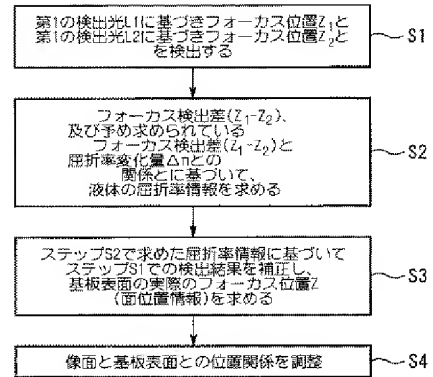 第1の検出光L1に基づきフォーカス位置Z₁と
第1の検出光L2に基づきフォーカス位置Z₂と
を検出する
S1
フォーカス検出差(Z₁-Z₂)、
及び予め求められている
フォーカス検出差(Z₁-Z₂)と
屈折率変化量Δnとの
関係とに基づいて、
液体の屈折率情報を求める
S2
ステップS2で求めた屈折率情報に基づいて
ステップS1での検出結果を補正し、
基板表面の実際のフォーカス位置Z
(面位置情報)を求める
S3
像面と基板表面との位置関係を調整
S4